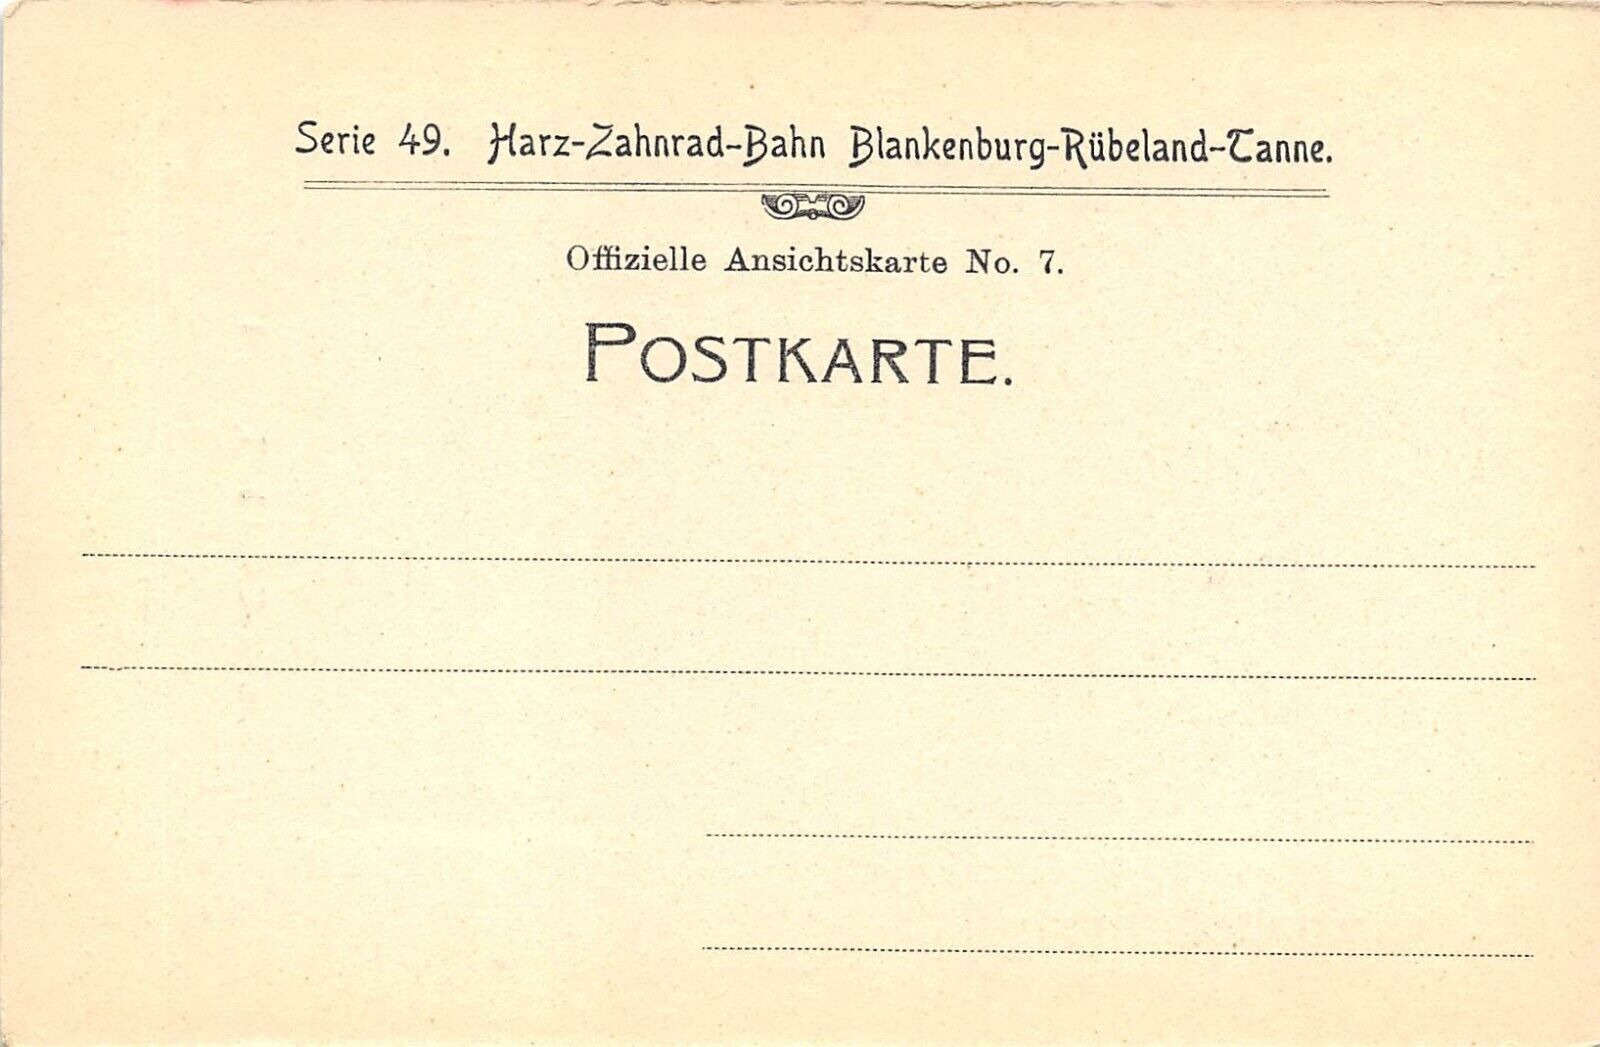 Serie 49. Harz-Zahnrad-Bahn Blankenburg-Rübeland-Tanne.
Offizielle Ansichtskarte No. 7.
POSTKARTE.